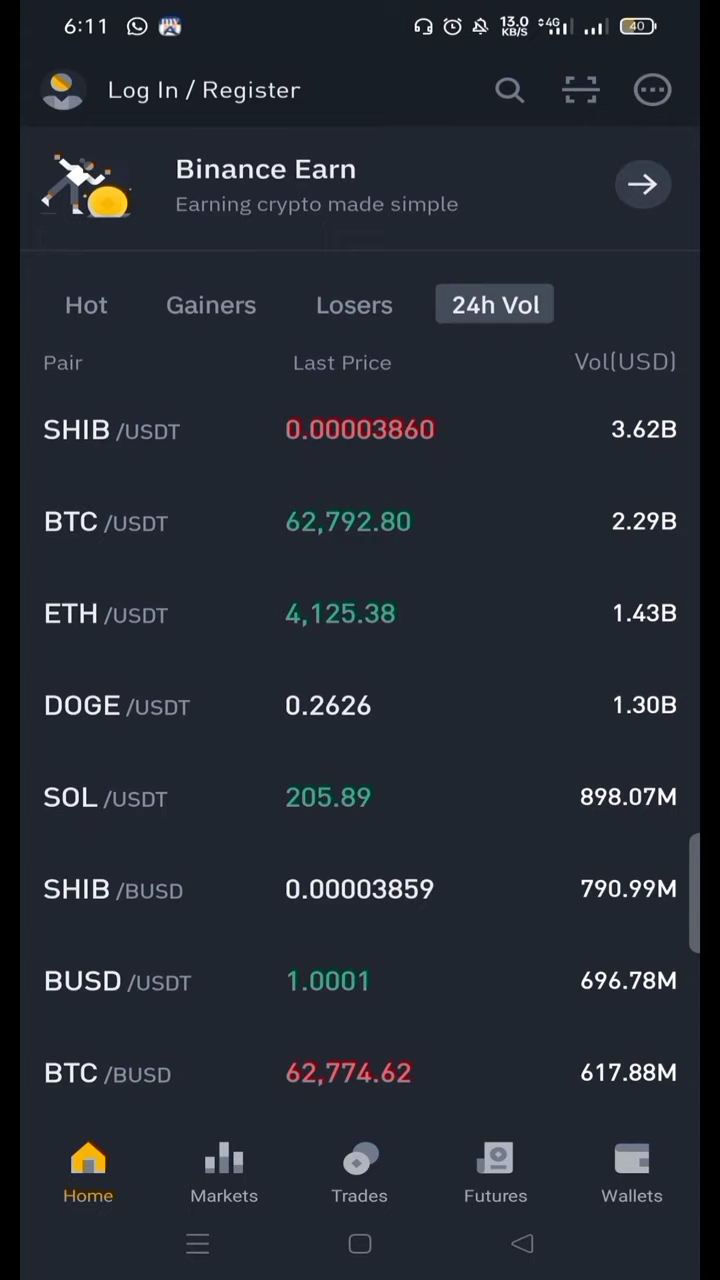 6:11 13.0 KB/S 4G 40
Log In / Register
Binance Earn
Earning crypto made simple
Hot Gainers Losers 24h Vol
Pair Last Price Vol(USD)
SHIB /USDT 0.00003860 3.62B
BTC /USDT 62,792.80 2.29B
ETH /USDT 4,125.38 1.43B
DOGE /USDT 0.2626 1.30B
SOL /USDT 205.89 898.07M
SHIB /BUSD 0.00003859 790.99M
BUSD /USDT 1.0001 696.78M
BTC /BUSD 62,774.62 617.88M
Home Markets Trades Futures Wallets